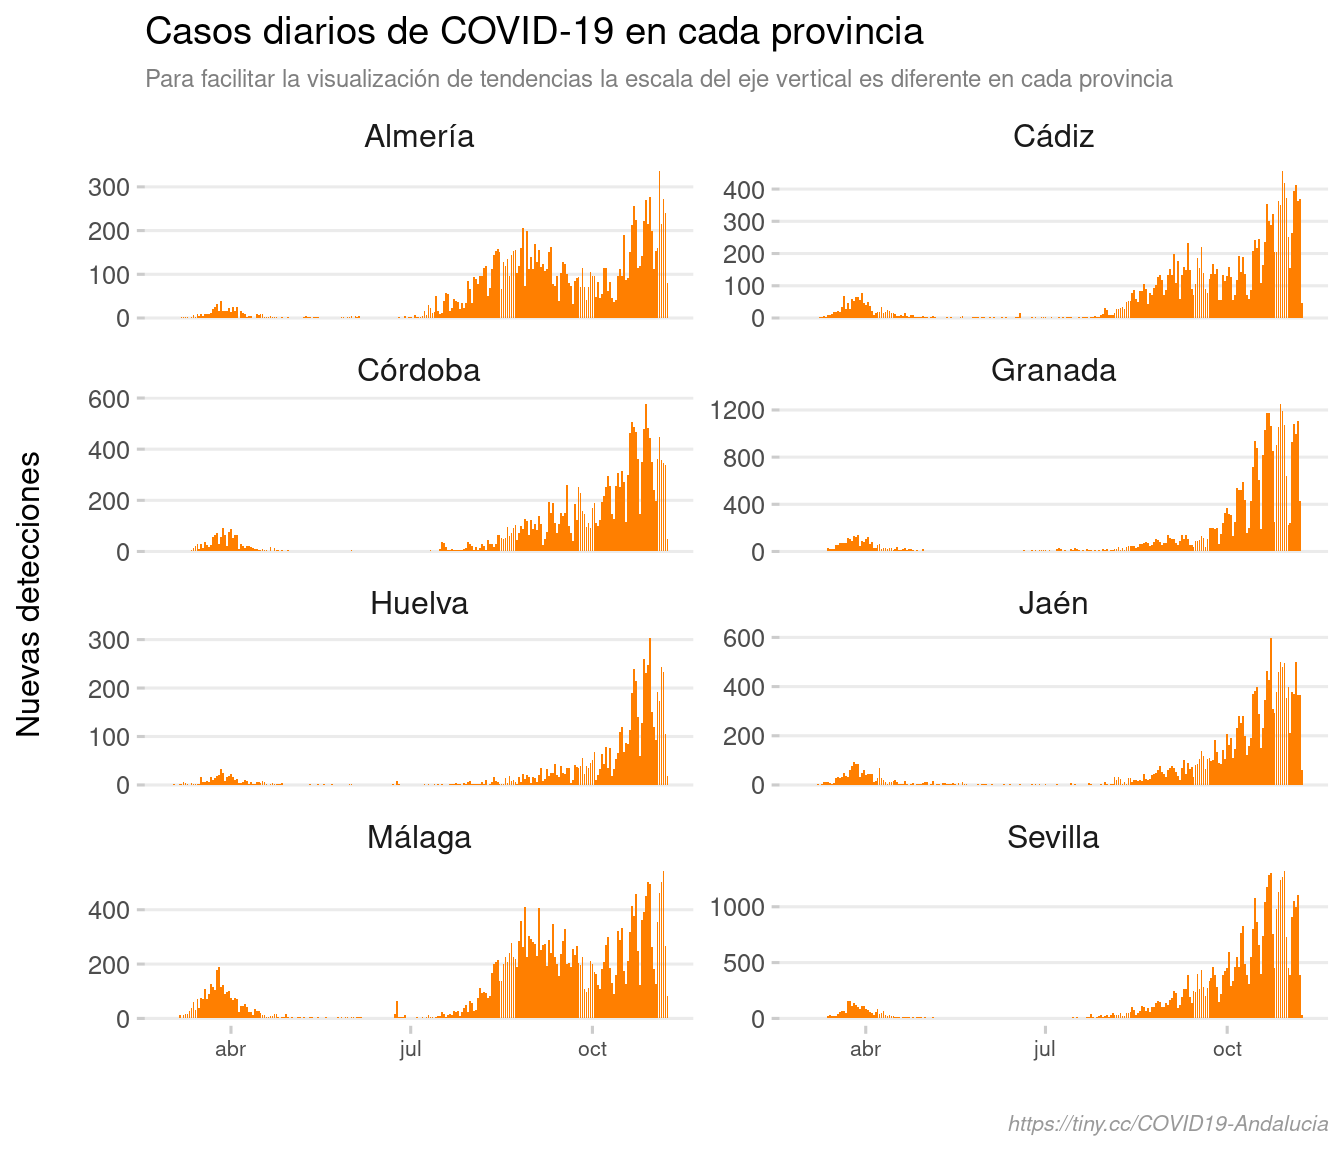 Casos diarios de COVID-19 en cada provincia
Para facilitar la visualización de tendencias la escala del eje vertical es diferente en cada provincia
Almería
Cádiz
300
200
100
0
400
300
200
100
0
Córdoba
Granada
600
400
200
0
1200
800
400
0
Nuevas detecciones
Huelva
Jaén
300
200
100
0
600
400
200
0
Málaga
Sevilla
400
200
0
1000
500
0
abr
jul
oct
abr
jul
oct
https://tiny.cc/COVID19-Andalucia